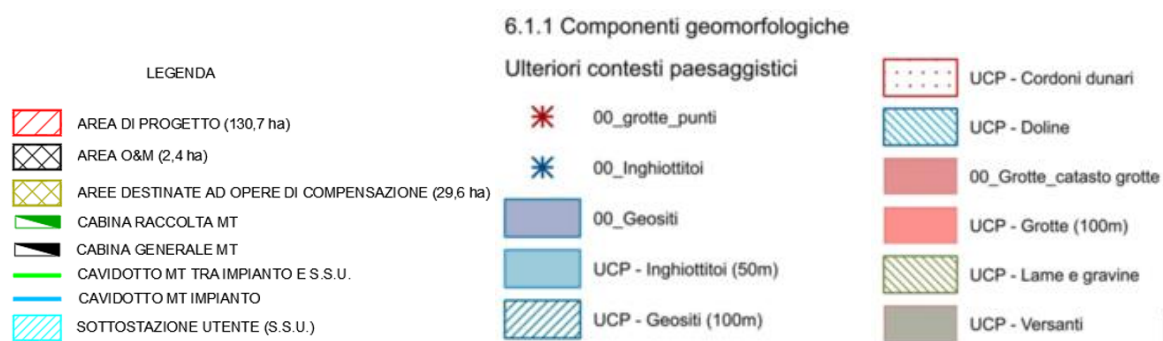 LEGENDA
AREA DI PROGETTO (130,7 ha)
AREA O&M (2,4 ha)
AREE DESTINATE AD OPERE DI COMPENSAZIONE (29,6 ha)
CABINA RACCOLTA MT
CABINA GENERALE MT
CAVIDOTTO MT TRA IMPIANTO E S.S.U.
CAVIDOTTO MT IMPIANTO
SOTTOSTAZIONE UTENTE (S.S.U.)
6.1.1 Componenti geomorfologiche
Ulteriori contesti paesaggistici
00_grotte_punti
00_Inghiottitoi
00_Geositi
UCP - Inghiottitoi (50m)
UCP - Geositi (100m)
UCP - Cordoni dunari
UCP - Doline
00_Grotte_catasto grotte
UCP - Grotte (100m)
UCP - Lame e gravine
UCP - Versanti